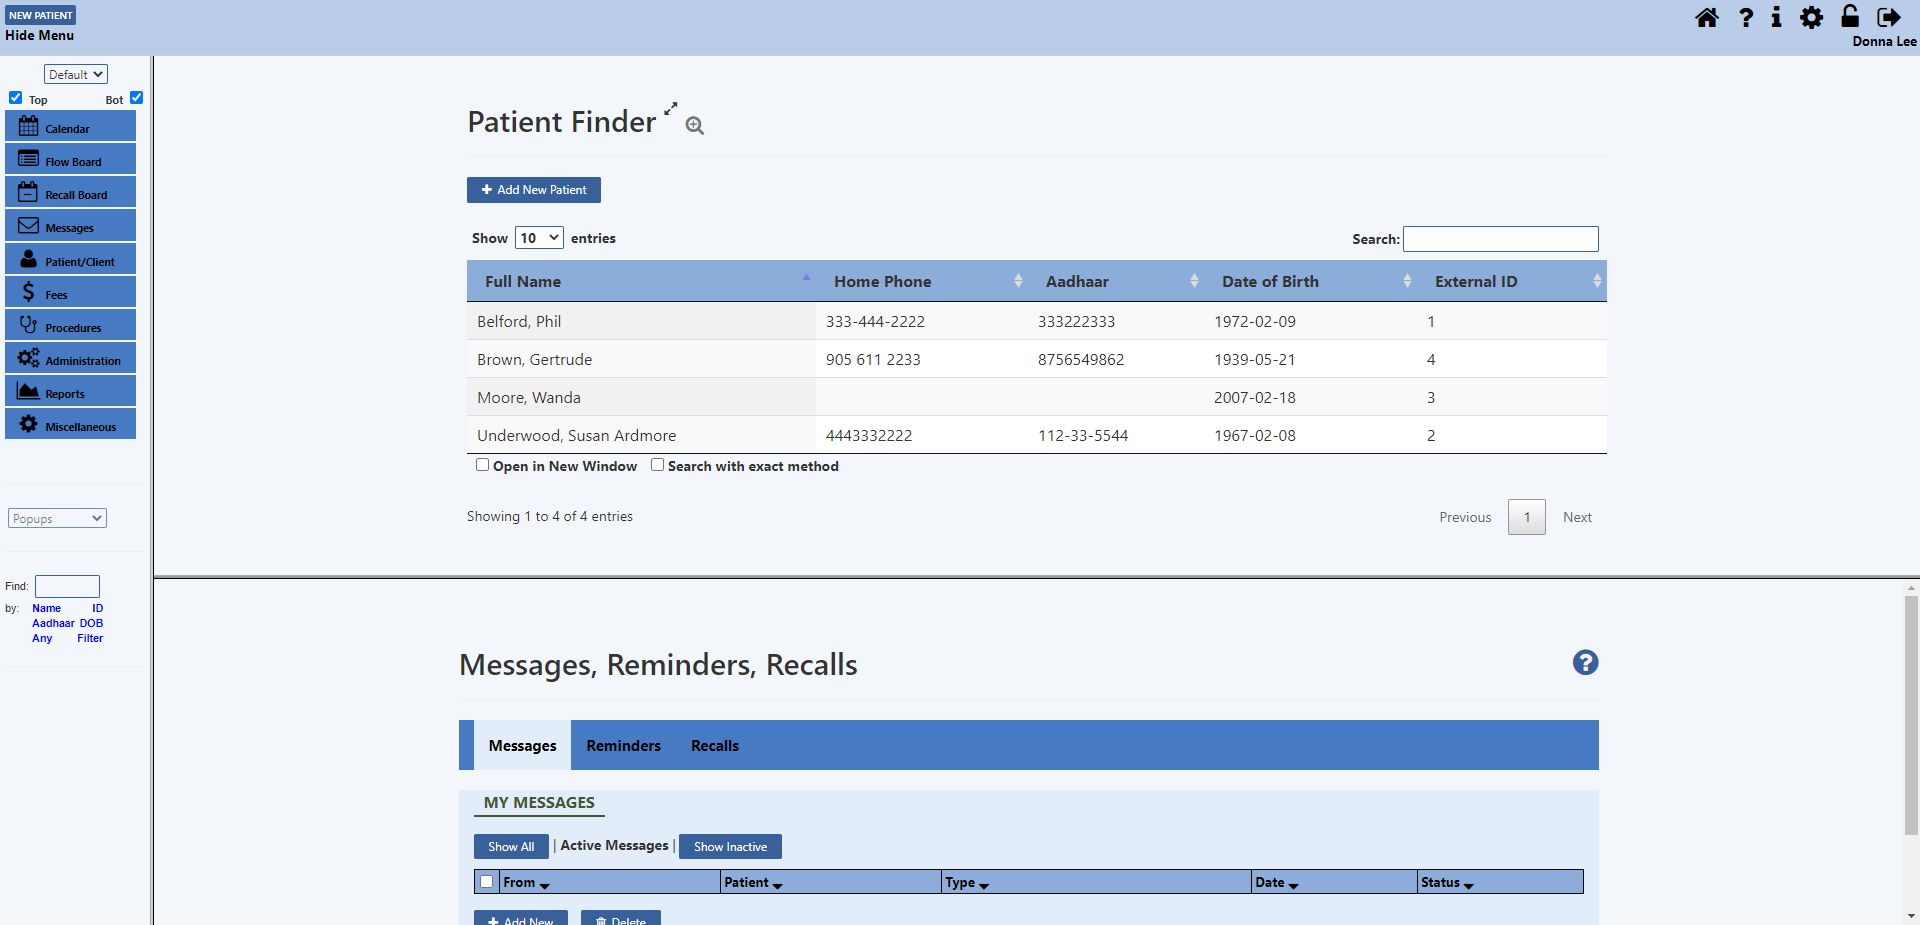 NEW PATIENT
Hide Menu
Donna Lee
Default
Top Bot
Calendar
Flow Board
Recall Board
Messages
Patient/Client
Fees
Procedures
Administration
Reports
Miscellaneous
Popups
Find:
by: Name ID
Aadhaar DOB
Any Filter
Patient Finder
Add New Patient
Show 10 entries
Search:
Full Name Home Phone Aadhaar Date of Birth External ID
Belford, Phil 333-444-2222 333222333 1972-02-09 1
Brown, Gertrude 905 611 2233 8756549862 1939-05-21 4
Moore, Wanda 2007-02-18 3
Underwood, Susan Ardmore 4443332222 112-33-5544 1967-02-08 2
Open in New Window Search with exact method
Showing 1 to 4 of 4 entries
Previous 1 Next
Messages, Reminders, Recalls
Messages Reminders Recalls
MY MESSAGES
Show All | Active Messages | Show Inactive
From Patient Type Date Status
Add New Delete